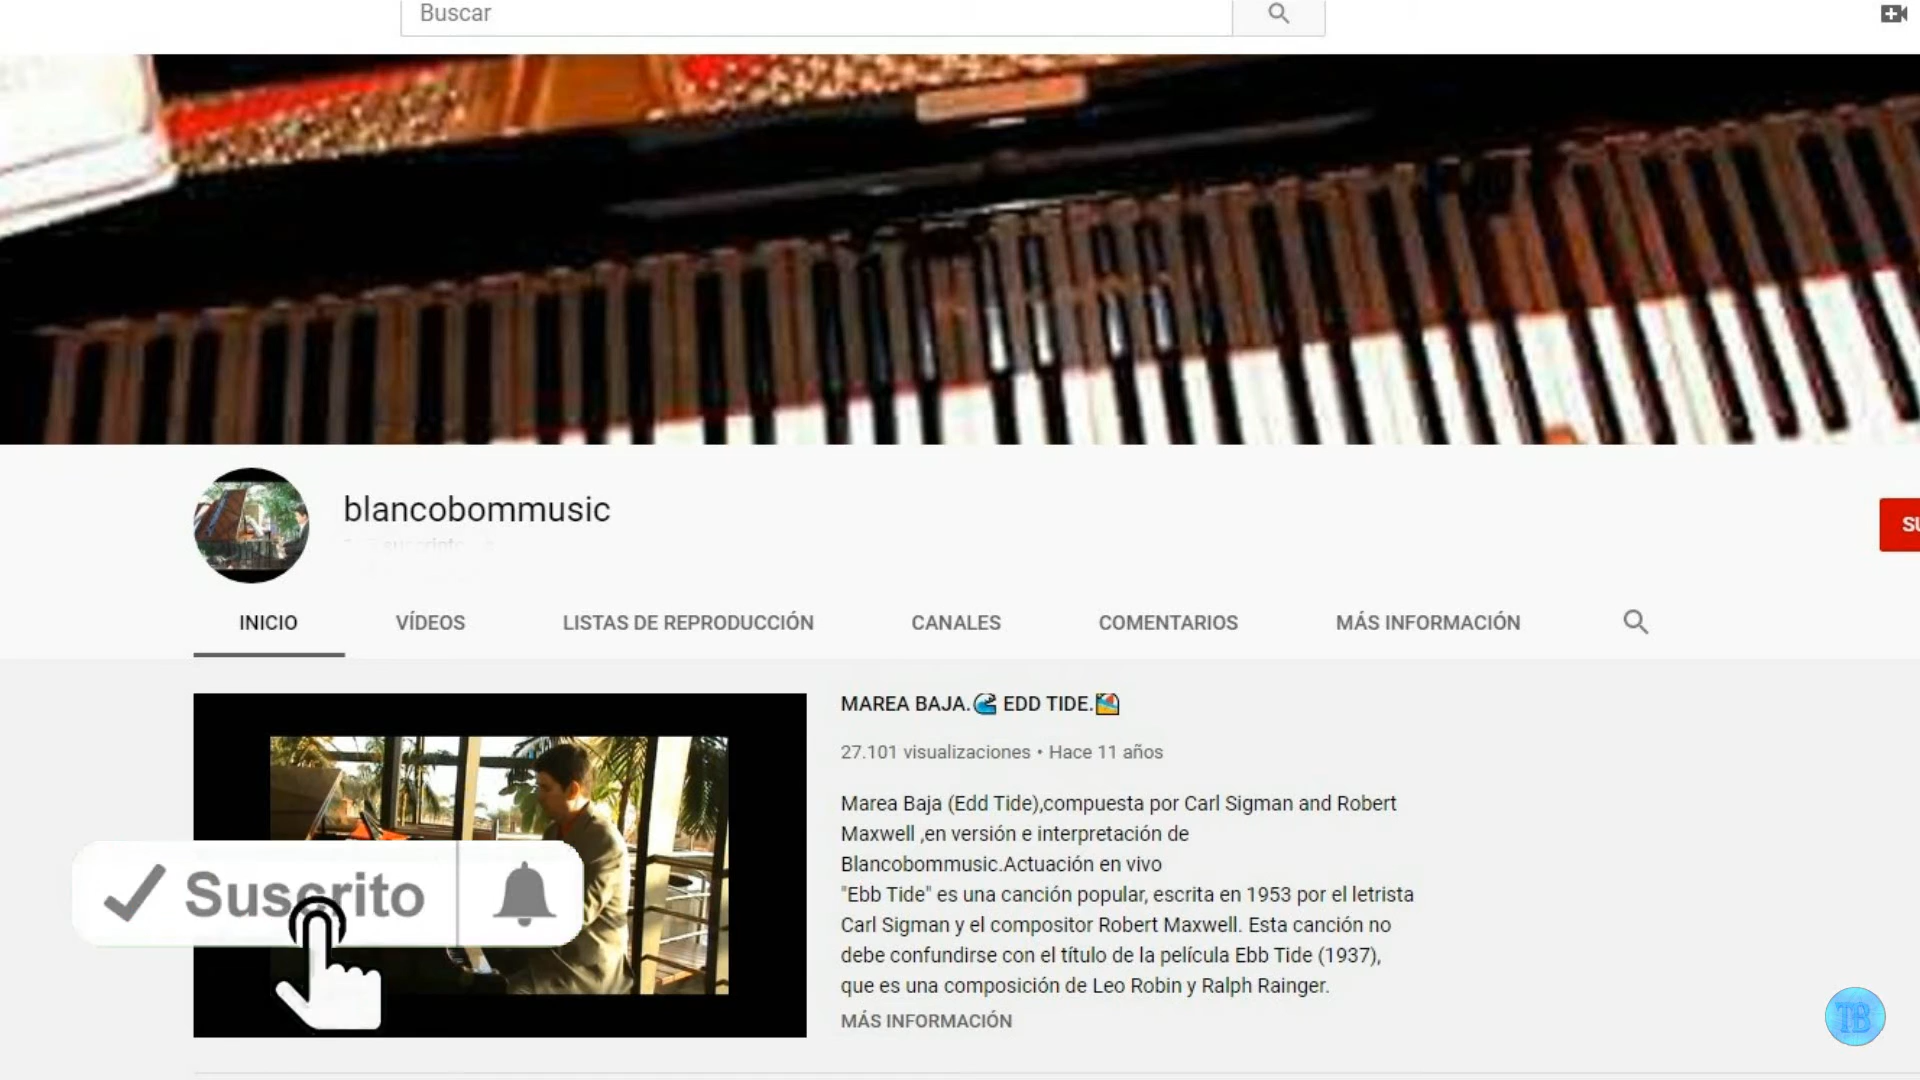 Buscar
blancobommusic
SU
INICIO
VÍDEOS
LISTAS DE REPRODUCCIÓN
CANALES
COMENTARIOS
MÁS INFORMACIÓN
MAREA BAJA.🌊 EDD TIDE.🏖
27.101 visualizaciones • Hace 11 años
Marea Baja (Edd Tide),compuesta por Carl Sigman and Robert
Maxwell ,en versión e interpretación de
Blancobommusic.Actuación en vivo
"Ebb Tide" es una canción popular, escrita en 1953 por el letrista
Carl Sigman y el compositor Robert Maxwell. Esta canción no
debe confundirse con el título de la película Ebb Tide (1937),
que es una composición de Leo Robin y Ralph Rainger.
MÁS INFORMACIÓN
Suscrito
TB